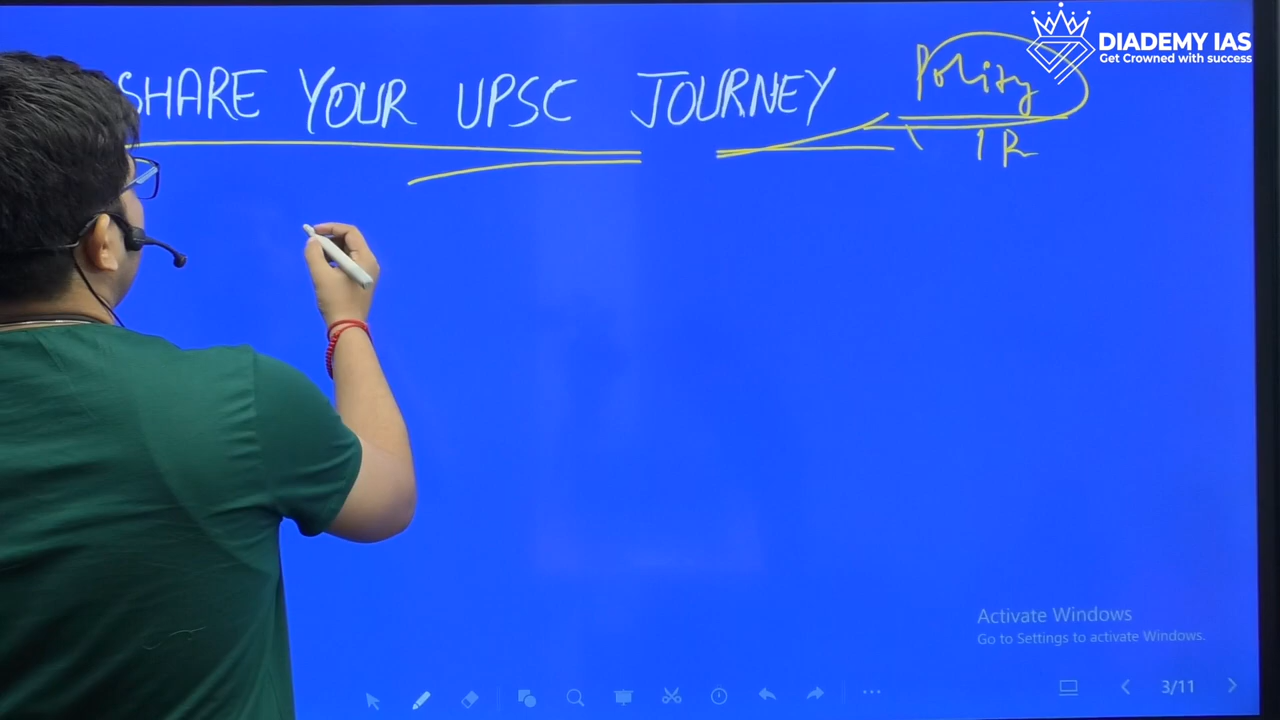 SHARE YOUR UPSC JOURNEY
Polity
IR
DIADEMY IAS
Get Crowned with success
Activate Windows
Go to Settings to activate Windows.
3/11